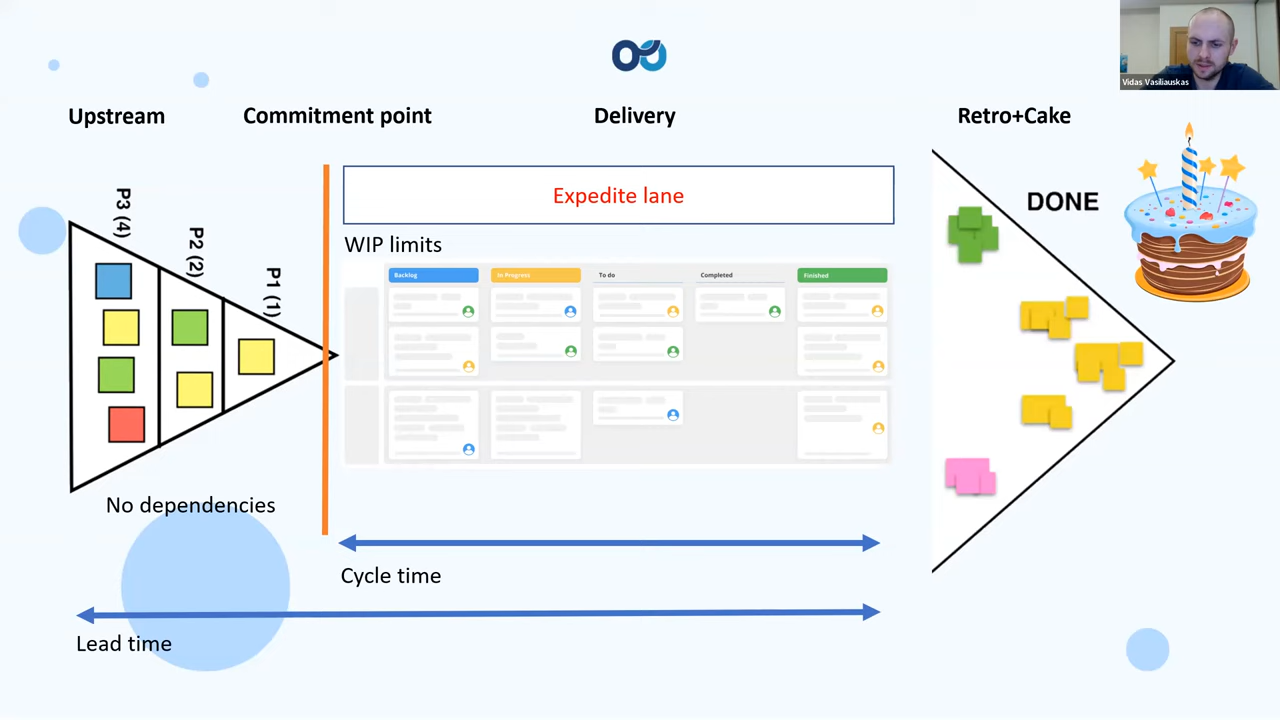 Vidas Vasiliauskas
Upstream
Commitment point
Delivery
Retro+Cake
P3 (4)
P2 (2)
P1 (1)
Expedite lane
DONE
WIP limits
Backlog
In Progress
To do
Completed
Finished
No dependencies
Cycle time
Lead time